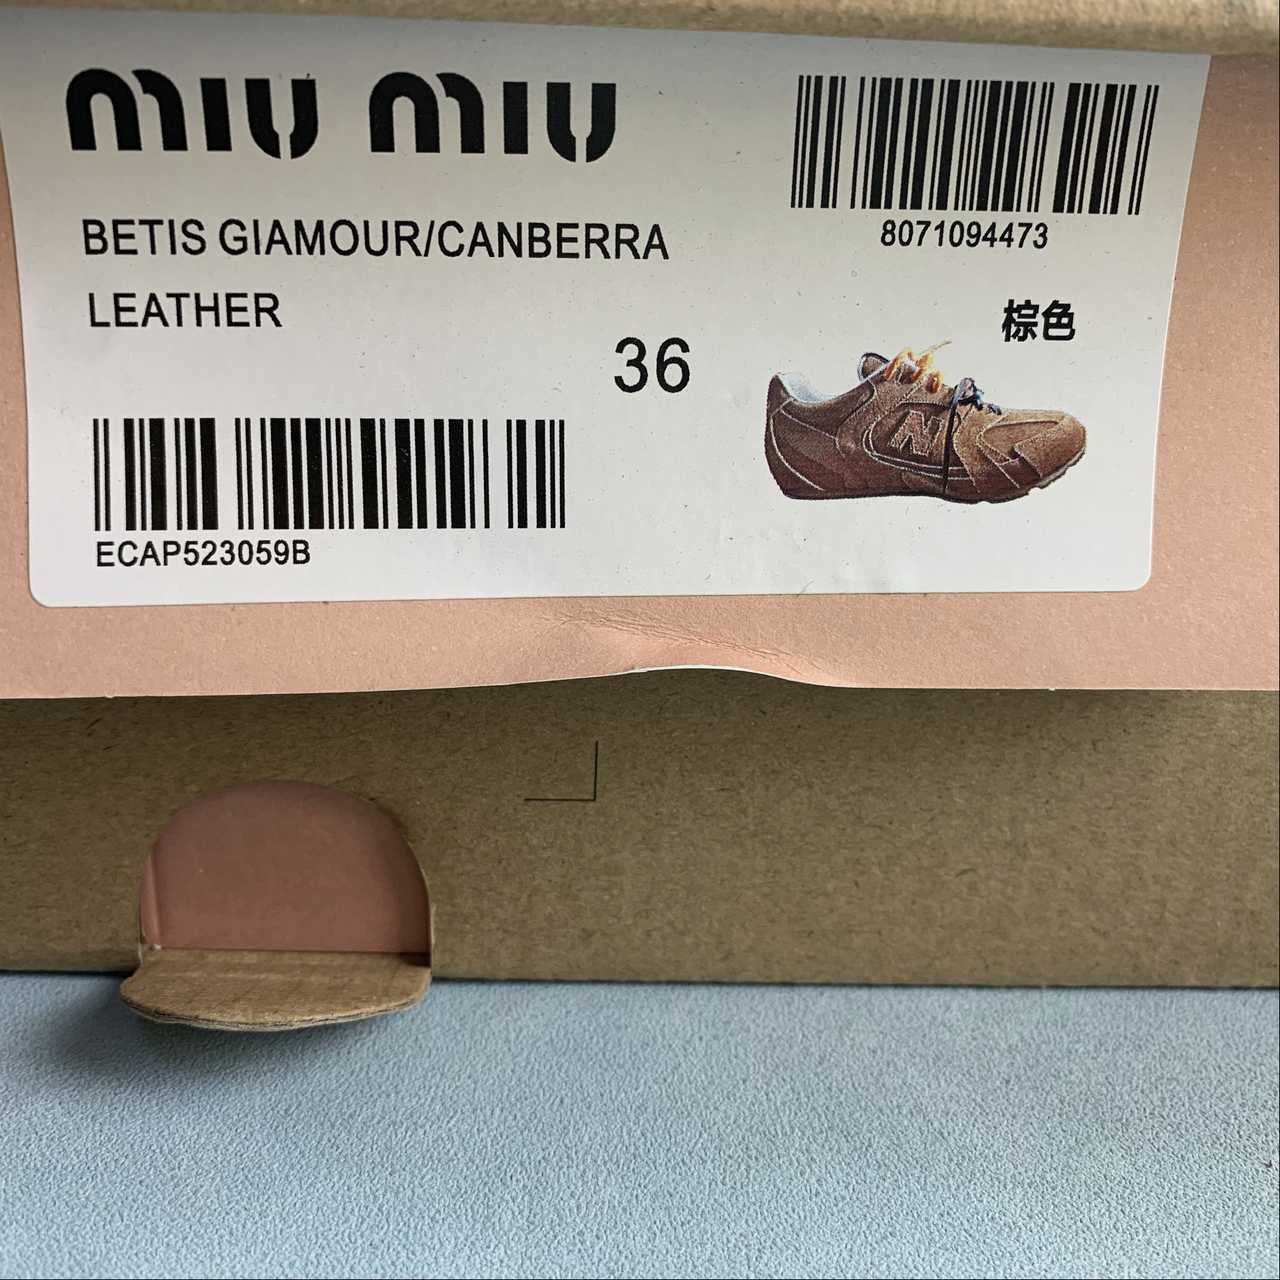 miu miu
8071094473
BETIS GIAMOUR/CANBERRA
LEATHER
棕色
36
N
ECAP523059B